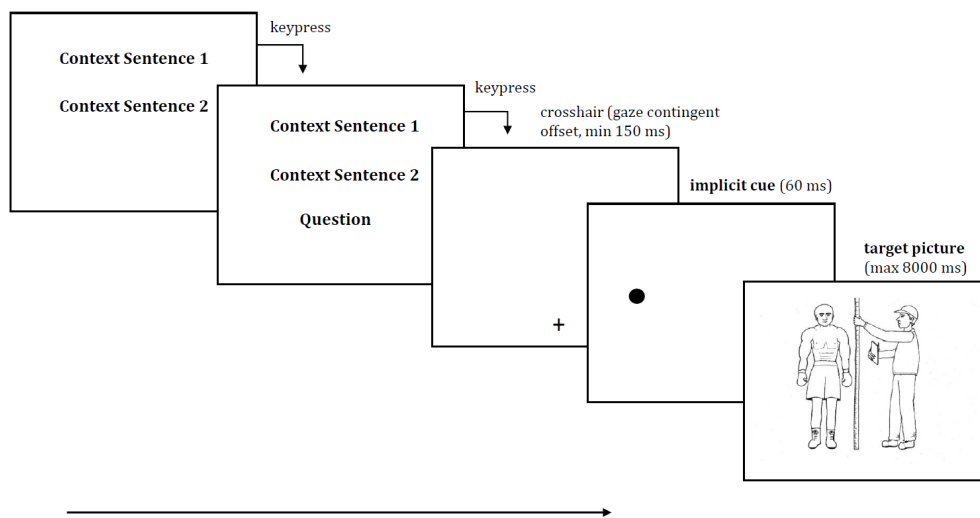 Context Sentence 1
Context Sentence 2
keypress
Context Sentence 1
Context Sentence 2
Question
keypress
crosshair (gaze contingent
offset, min 150 ms)
implicit cue (60 ms)
target picture
(max 8000 ms)